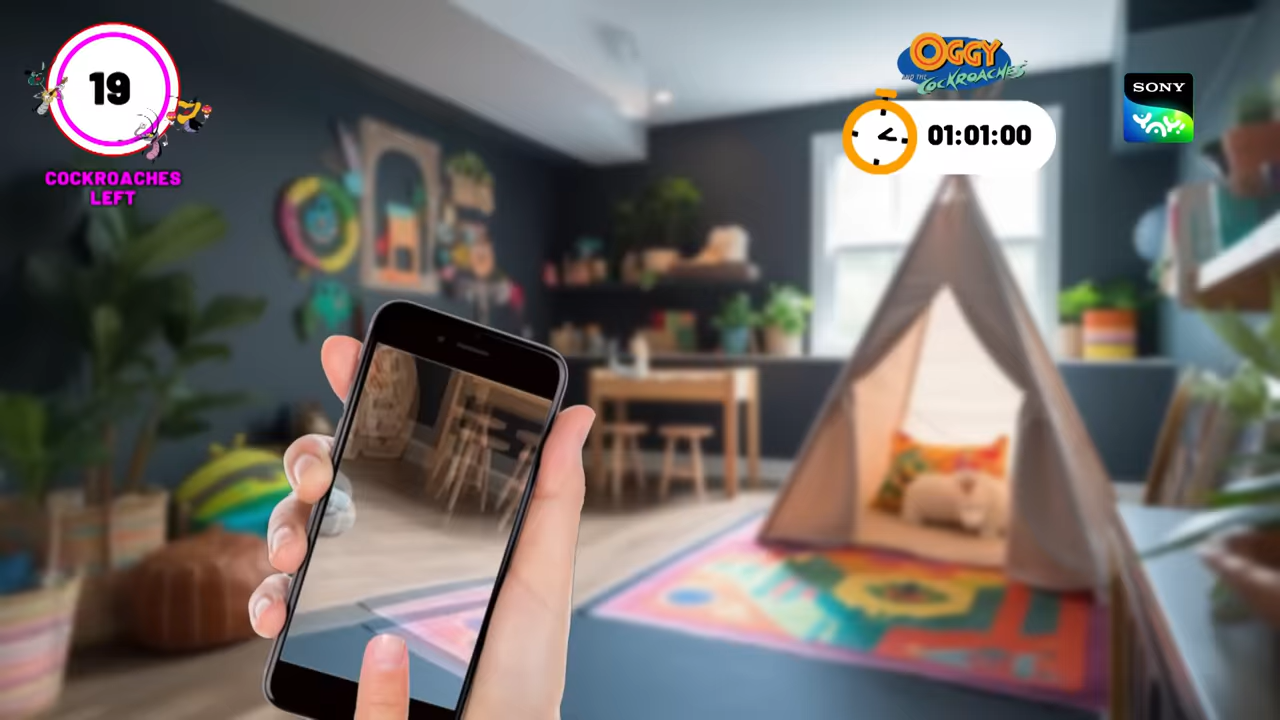 19
COCKROACHES
LEFT
OGGY
AND THE
COCKROACHES
01:01:00
SONY
YAY!